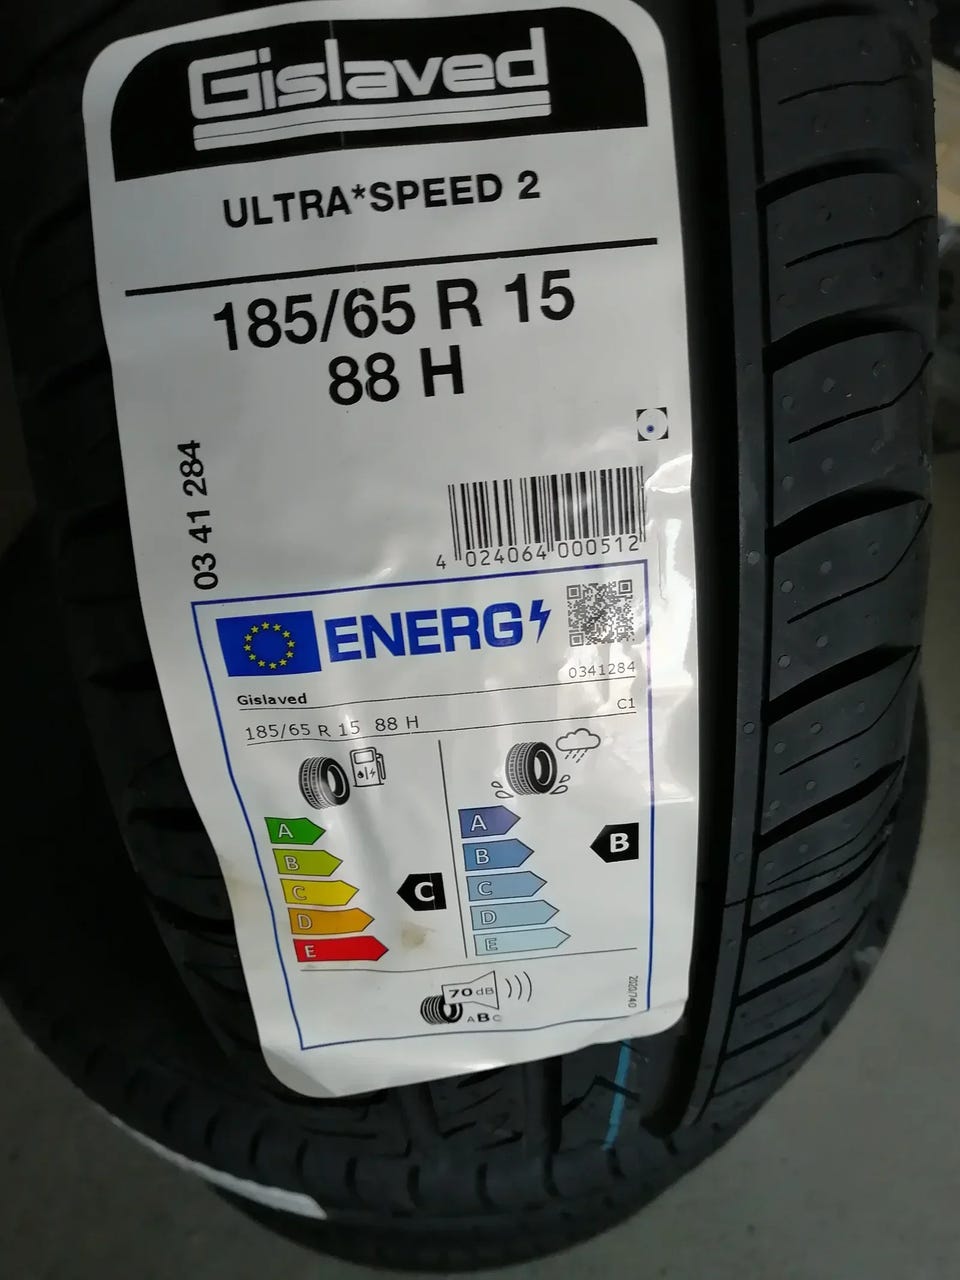 Gislaved
ULTRA*SPEED 2
185/65 R 15
88 H
03 41 284
4 024064 000512
ENERG
0341284
Gislaved
C1
185/65 R 15 88 H
A
B
C
D
E
C
A
B
C
D
E
B
70 dB
ABC
2020/740